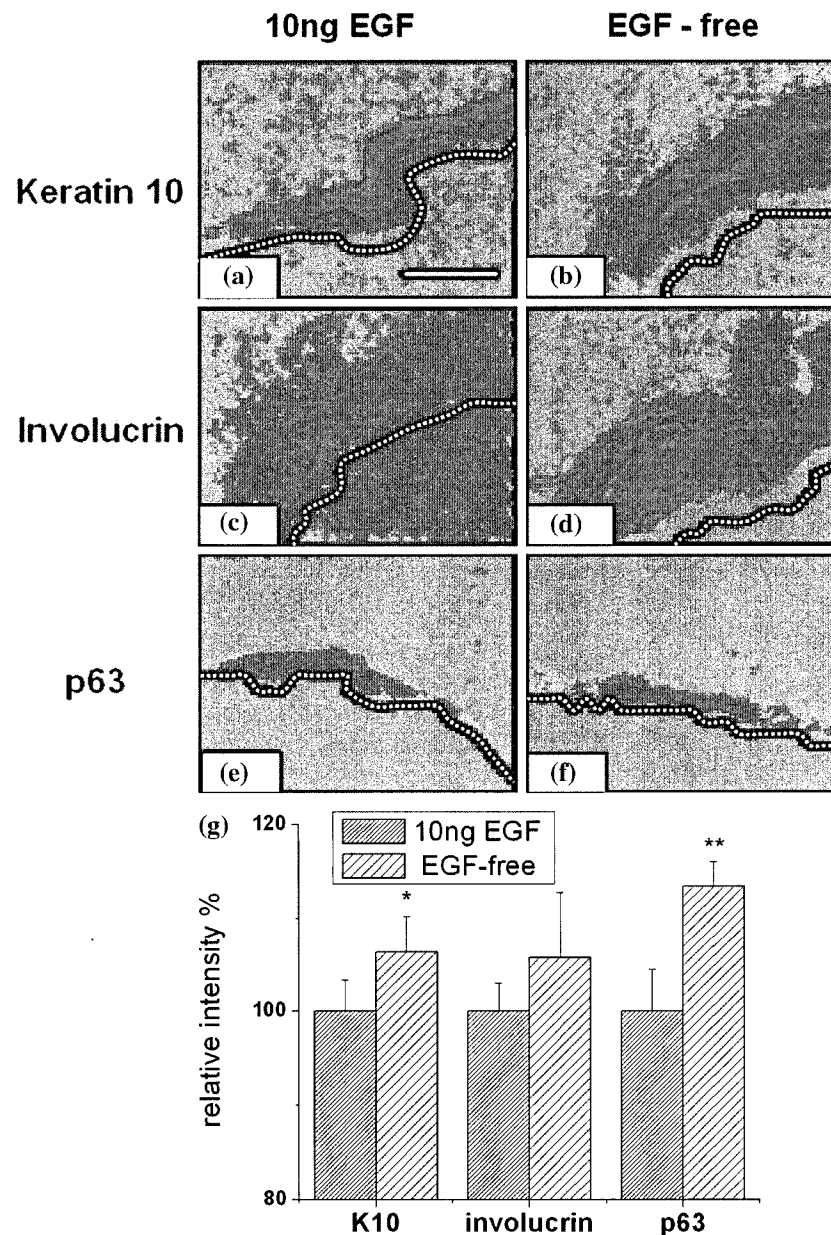 10ng EGF EGF - free
Keratin 10
(a) (b)
Involucrin
(c) (d)
p63
(e) (f)
(g)
120
10ng EGF
EGF-free
* **
relative intensity %
100
80
K10 involucrin p63